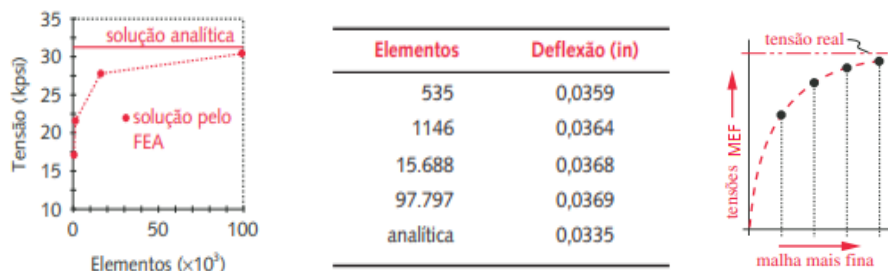 35
30
25
20
15
10
Tensão (kpsi)
solução analítica
solução pelo
FEA
0 50 100
Elementos (×10³)
Elementos Deflexão (in)
535 0,0359
1146 0,0364
15.688 0,0368
97.797 0,0369
analítica 0,0335
tensão real
tensões MEF
malha mais fina